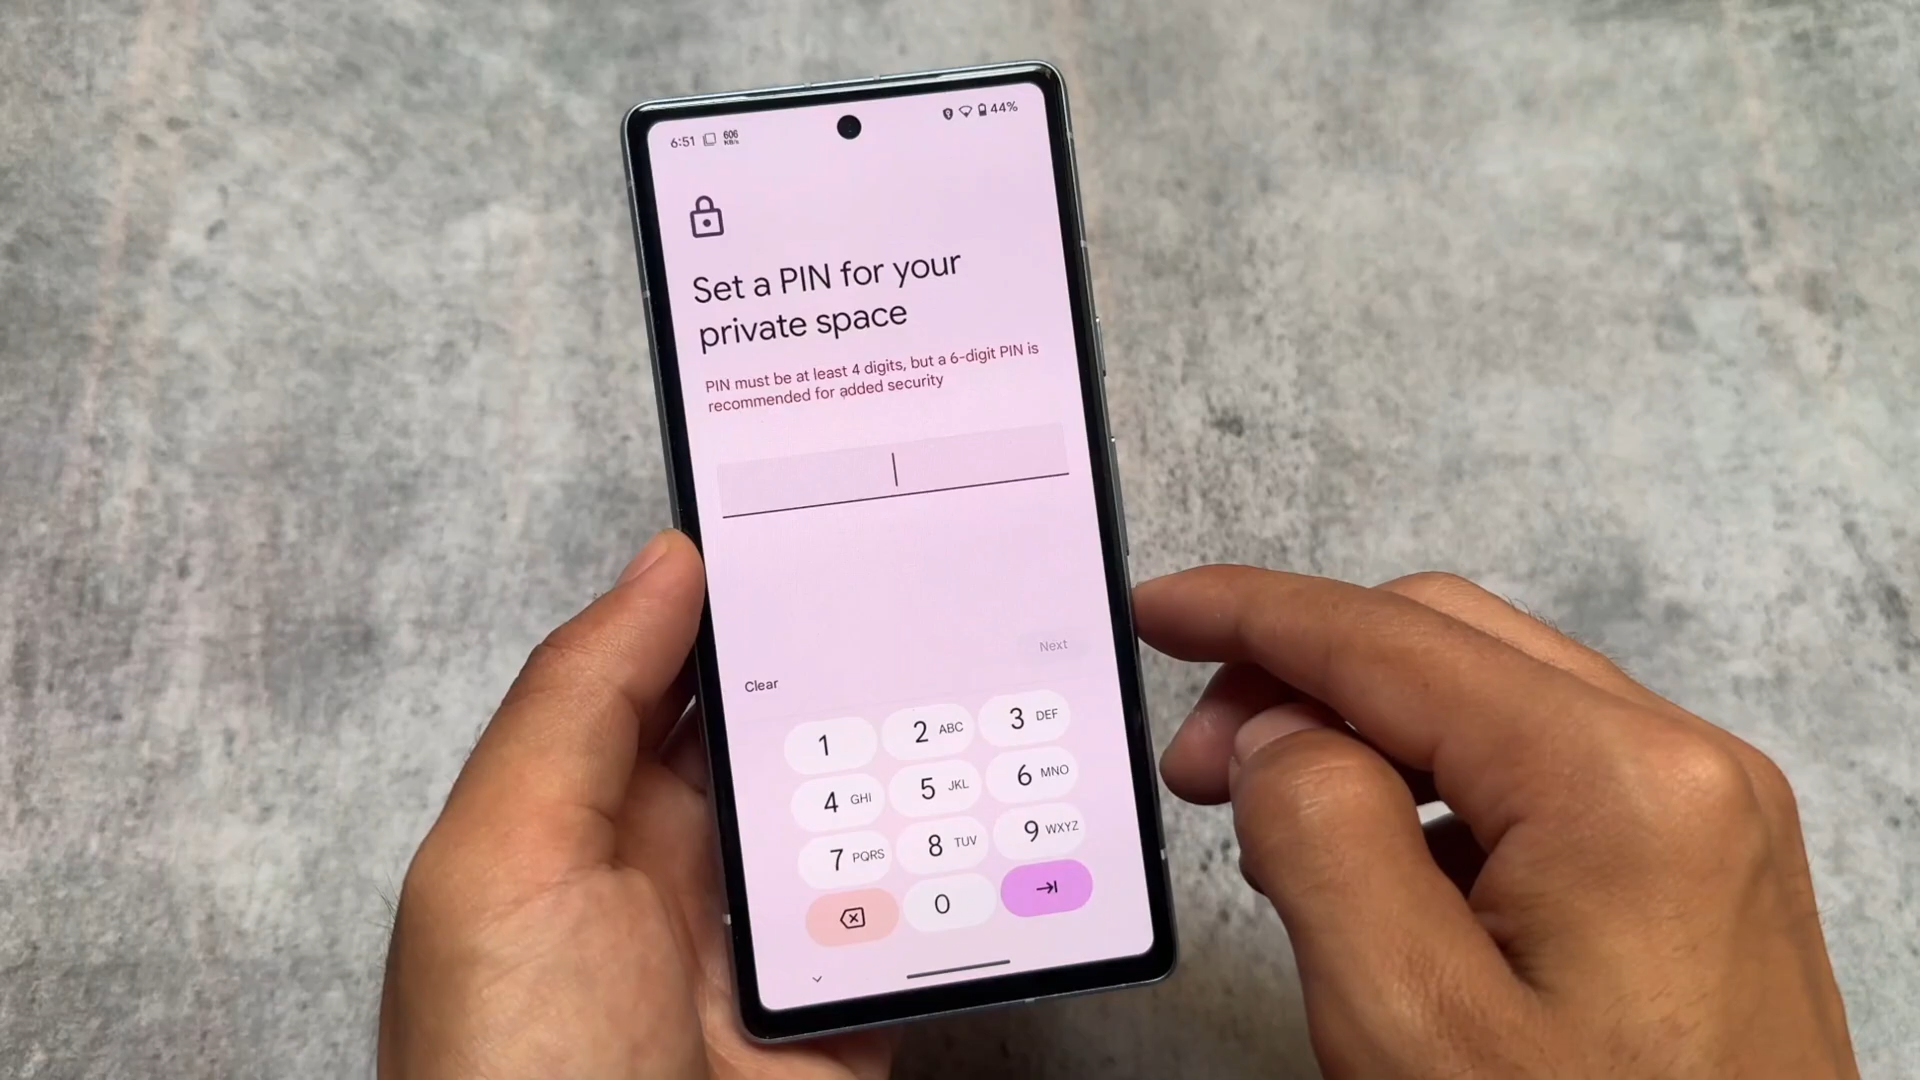 6:51 606 KB/s 44%
Set a PIN for your
private space
PIN must be at least 4 digits, but a 6-digit PIN is
recommended for added security
Next
Clear
1 2 ABC 3 DEF
4 GHI 5 JKL 6 MNO
7 PQRS 8 TUV 9 WXYZ
0